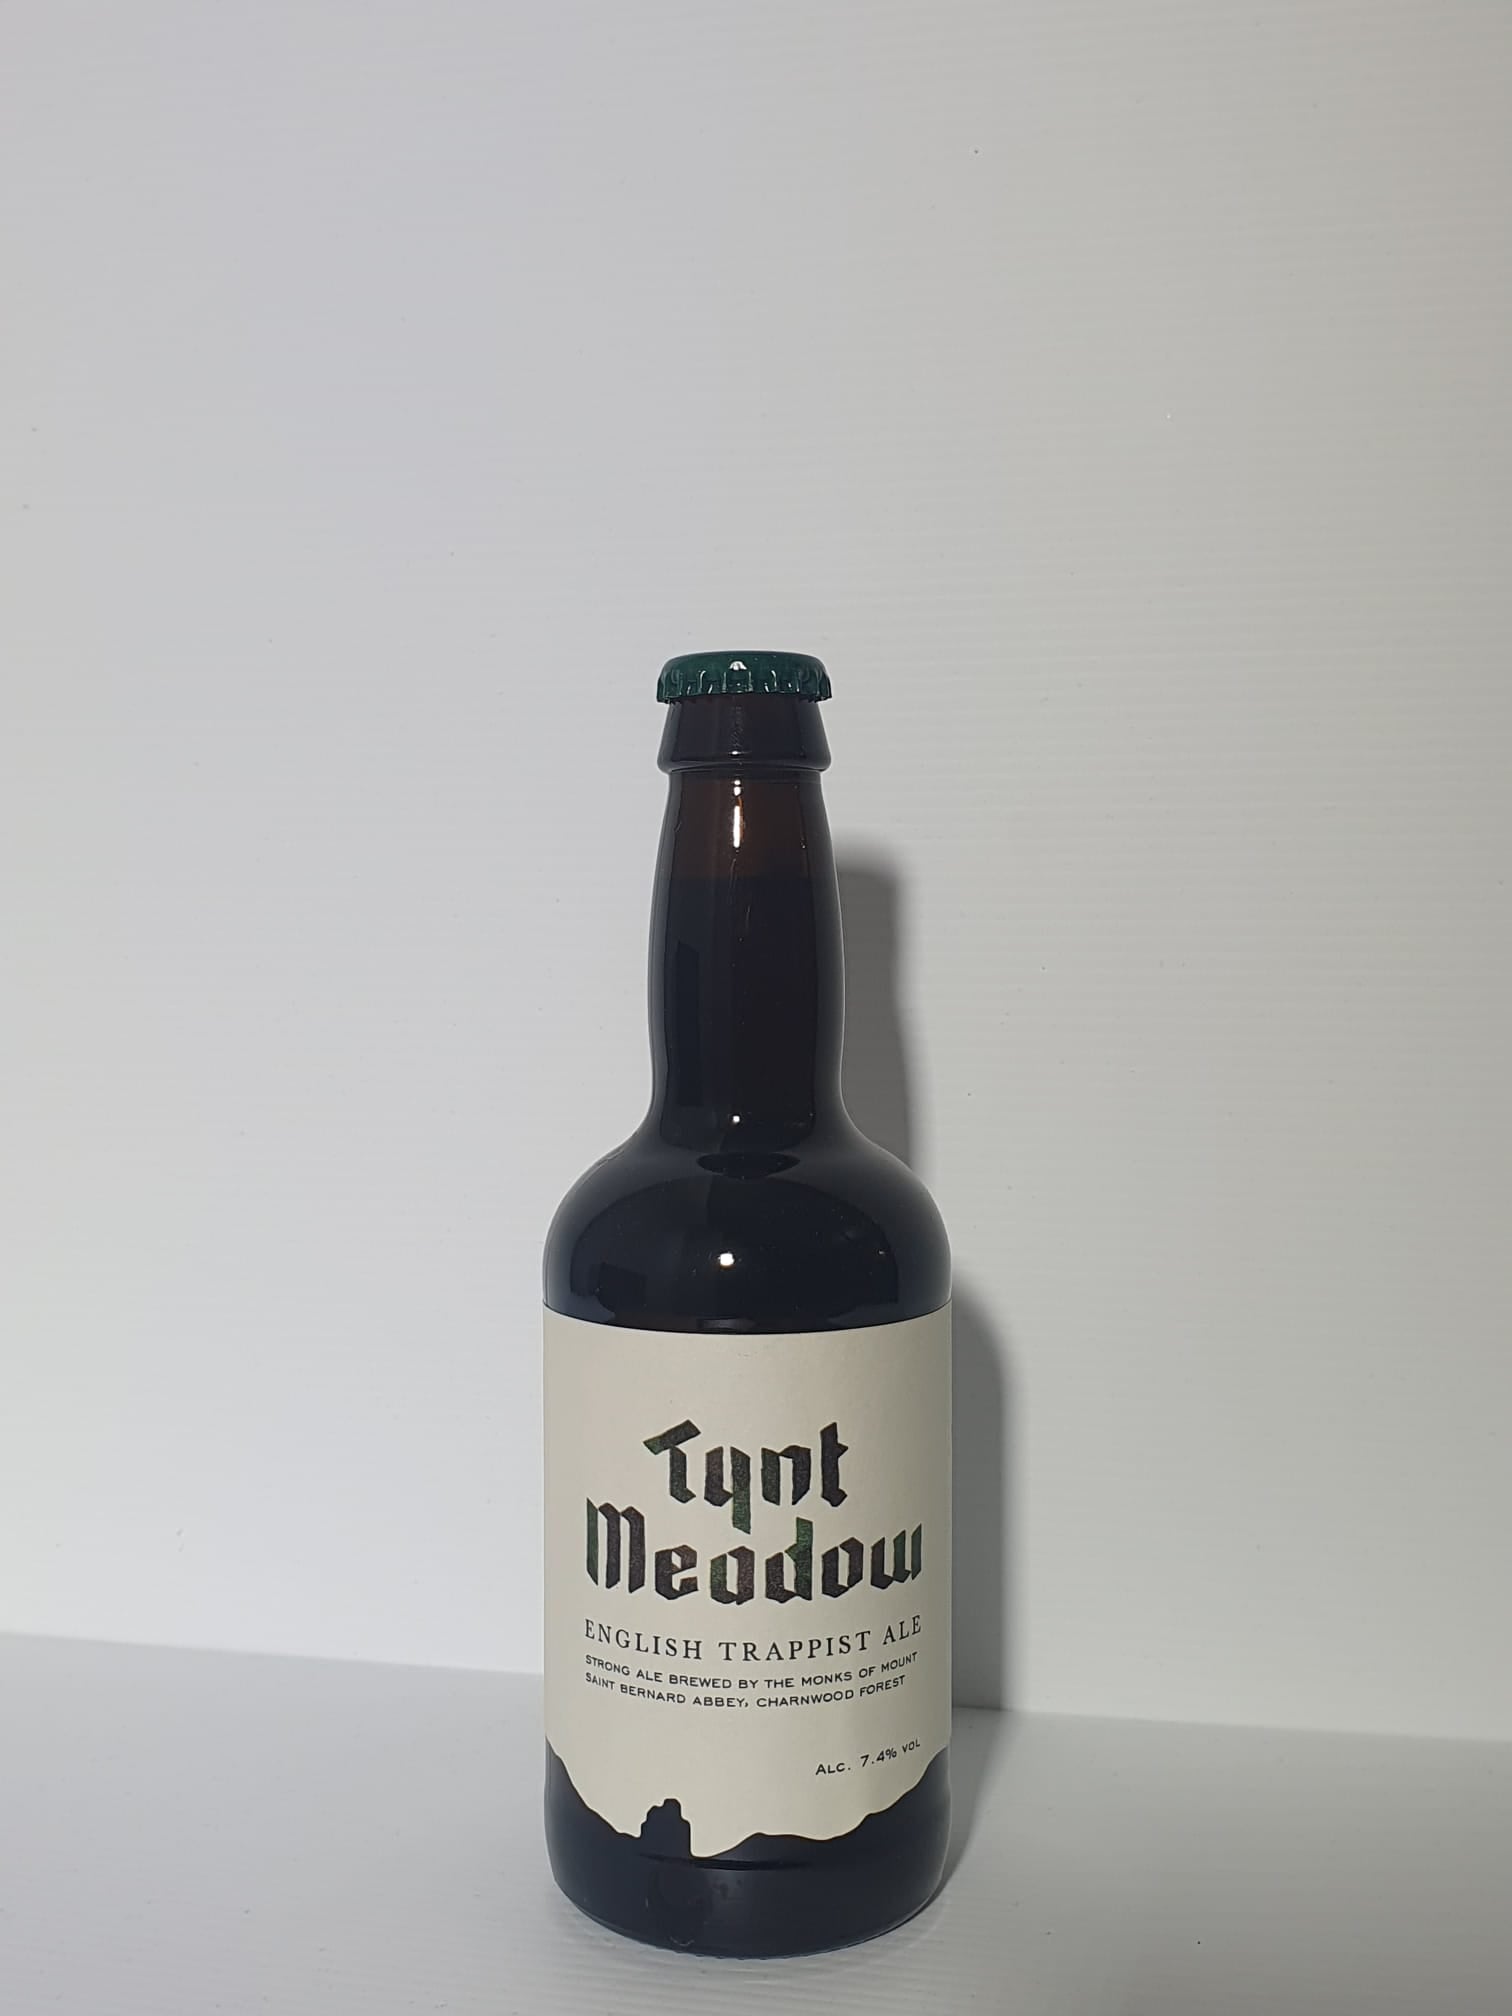 Tynt
Meadow
ENGLISH TRAPPIST ALE
STRONG ALE BREWED BY THE MONKS OF MOUNT
SAINT BERNARD ABBEY, CHARNWOOD FOREST
ALC. 7.4% VOL